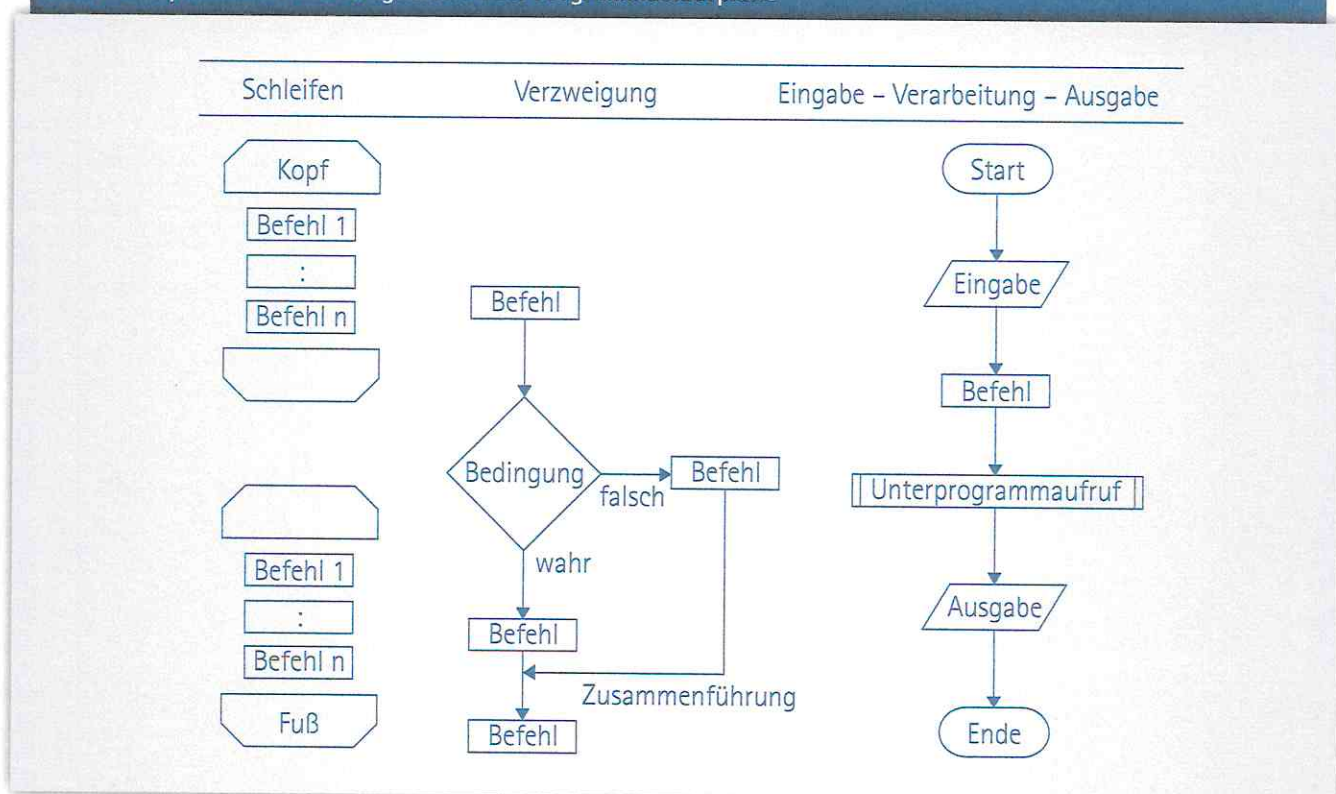 Schleifen
Verzweigung
Eingabe – Verarbeitung – Ausgabe
Kopf
Befehl 1
:
Befehl n
Befehl 1
:
Befehl n
Fuß
Befehl
Bedingung
falsch
Befehl
wahr
Befehl
Zusammenführung
Befehl
Start
Eingabe
Befehl
Unterprogrammaufruf
Ausgabe
Ende